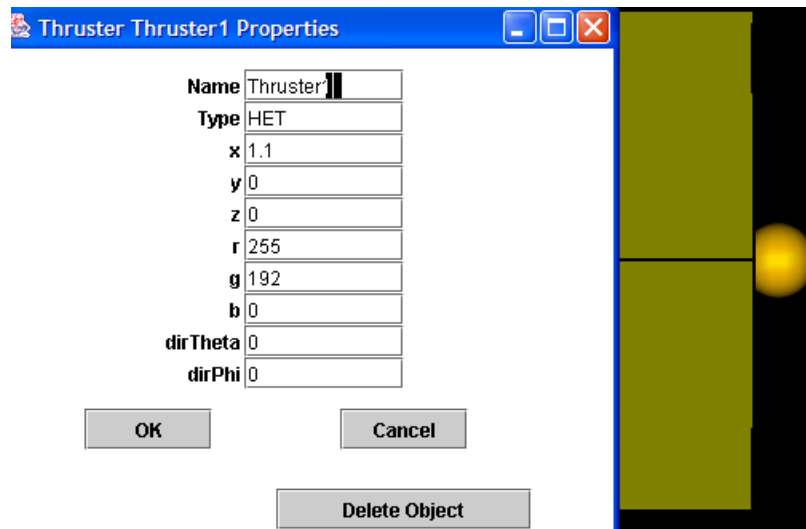 Thruster Thruster1 Properties
Name Thruster1
Type HET
x 1.1
y 0
z 0
r 255
g 192
b 0
dirTheta 0
dirPhi 0
OK Cancel
Delete Object